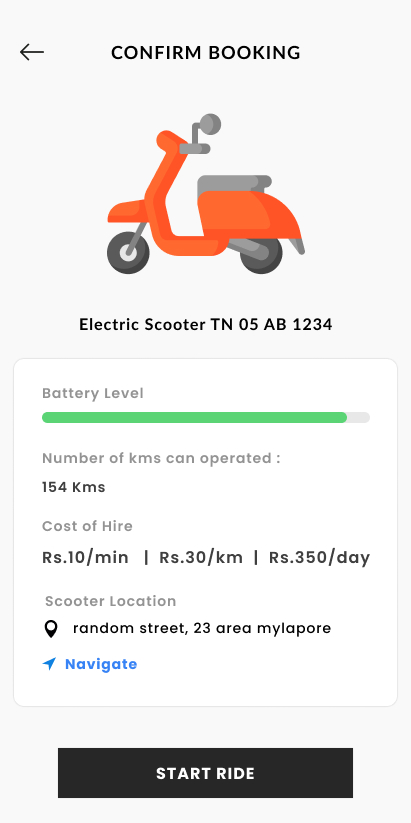 CONFIRM BOOKING
Electric Scooter TN 05 AB 1234
Battery Level
Number of kms can operated :
154 Kms
Cost of Hire
Rs.10/min | Rs.30/km | Rs.350/day
Scooter Location
random street, 23 area mylapore
Navigate
START RIDE